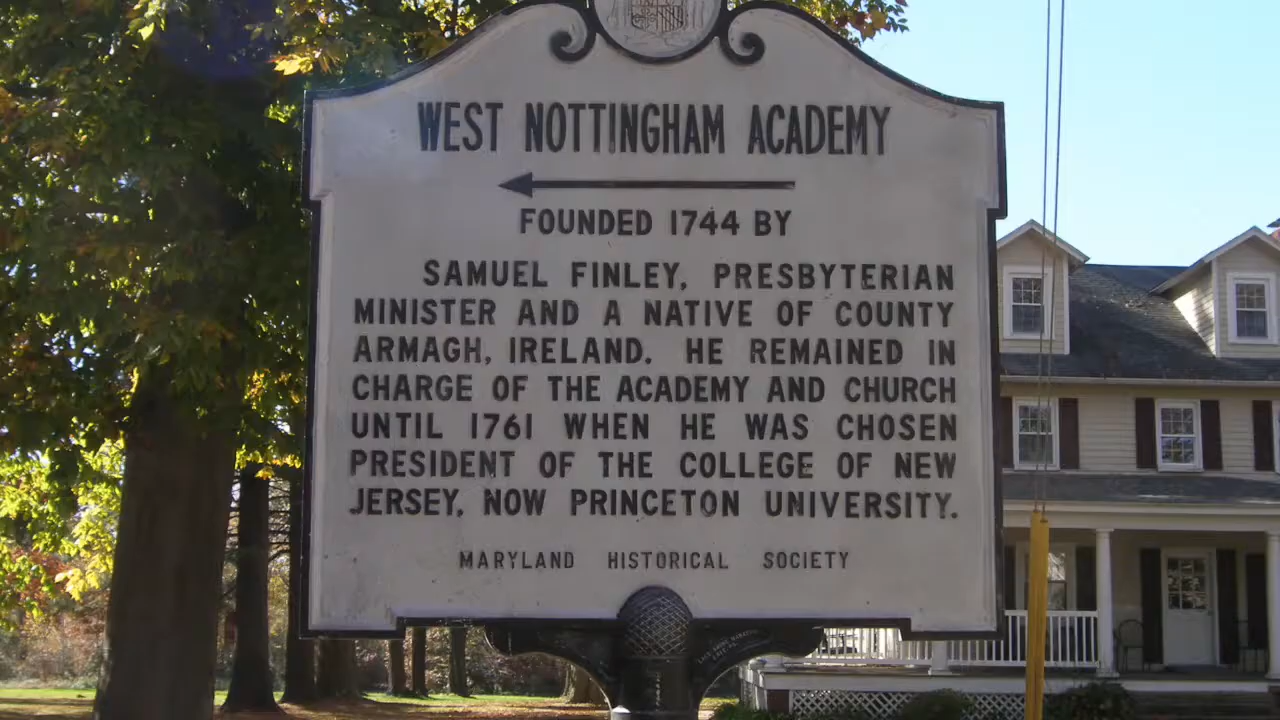 WEST NOTTINGHAM ACADEMY
FOUNDED 1744 BY
SAMUEL FINLEY, PRESBYTERIAN
MINISTER AND A NATIVE OF COUNTY
ARMAGH, IRELAND. HE REMAINED IN
CHARGE OF THE ACADEMY AND CHURCH
UNTIL 1761 WHEN HE WAS CHOSEN
PRESIDENT OF THE COLLEGE OF NEW
JERSEY, NOW PRINCETON UNIVERSITY.
MARYLAND HISTORICAL SOCIETY